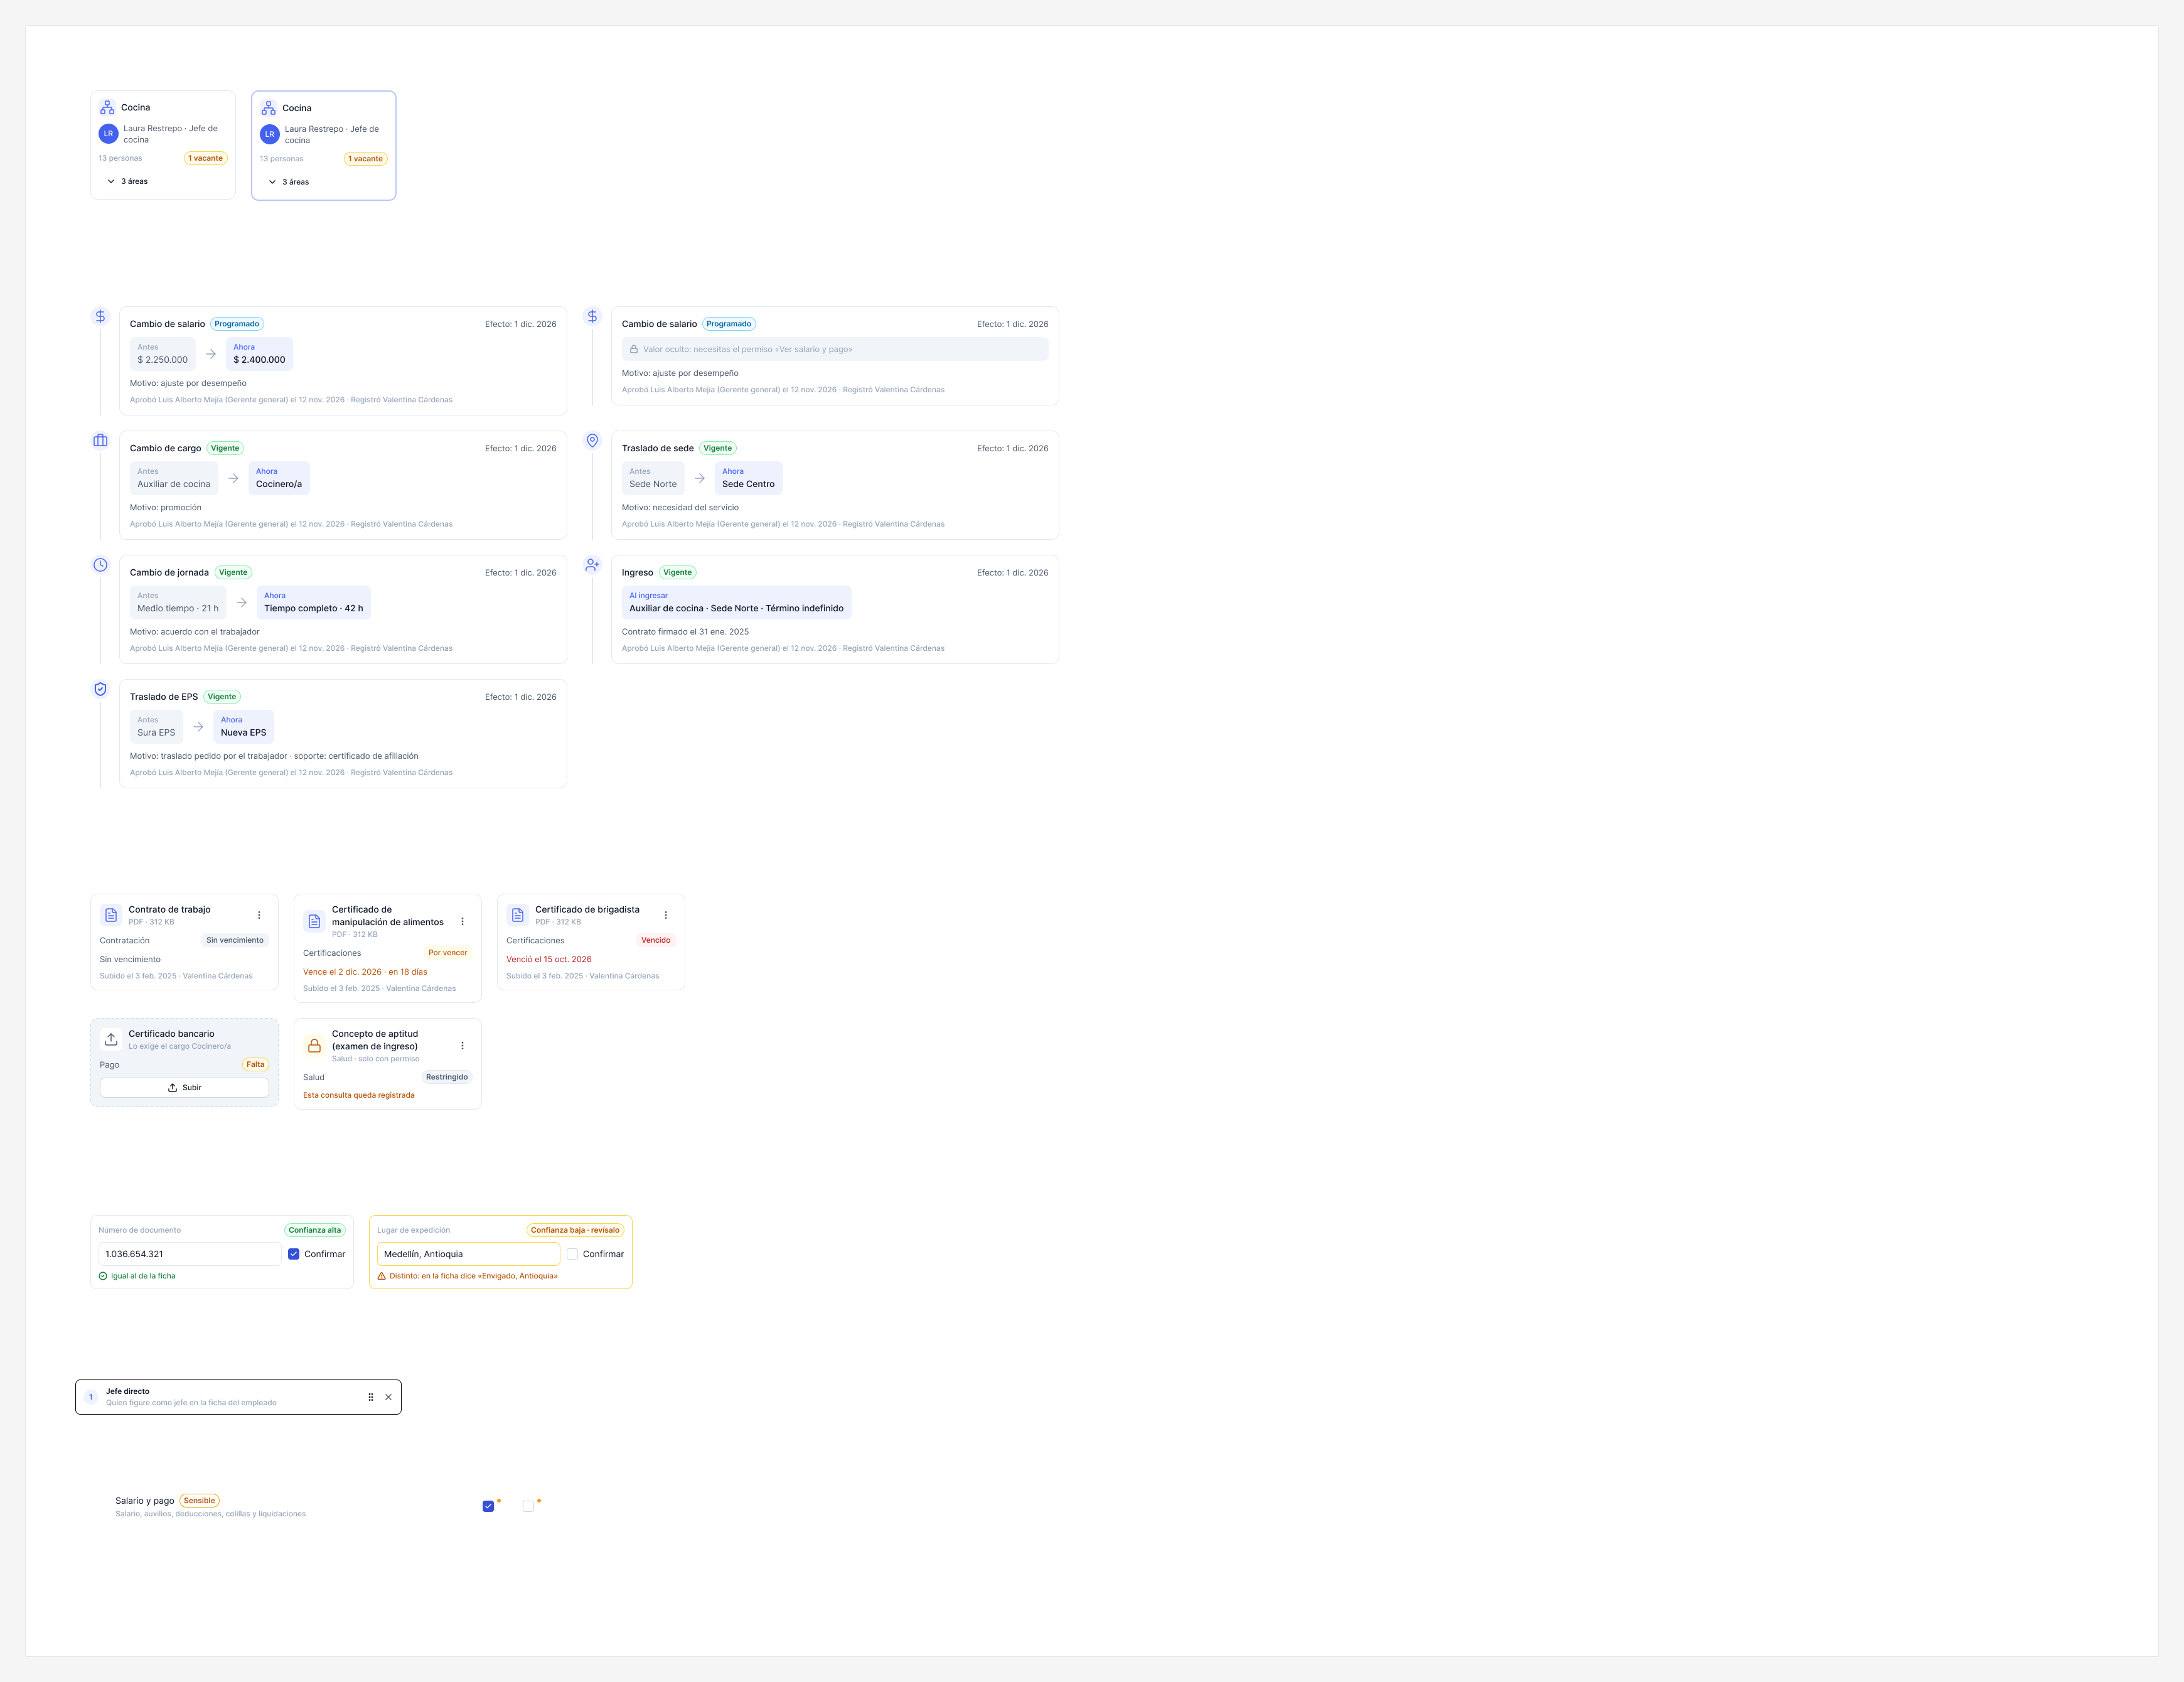 Cocina
LR
Laura Restrepo · Jefe de
cocina
13 personas
1 vacante
3 áreas
Cocina
LR
Laura Restrepo · Jefe de
cocina
13 personas
1 vacante
3 áreas
Cambio de salario
Programado
Efecto: 1 dic. 2026
Antes
$ 2.250.000
Ahora
$ 2.400.000
Motivo: ajuste por desempeño
Aprobó Luis Alberto Mejía (Gerente general) el 12 nov. 2026 · Registró Valentina Cárdenas
Cambio de salario
Programado
Efecto: 1 dic. 2026
Valor oculto: necesitas el permiso «Ver salario y pago»
Motivo: ajuste por desempeño
Aprobó Luis Alberto Mejía (Gerente general) el 12 nov. 2026 · Registró Valentina Cárdenas
Cambio de cargo
Vigente
Efecto: 1 dic. 2026
Antes
Auxiliar de cocina
Ahora
Cocinero/a
Motivo: promoción
Aprobó Luis Alberto Mejía (Gerente general) el 12 nov. 2026 · Registró Valentina Cárdenas
Traslado de sede
Vigente
Efecto: 1 dic. 2026
Antes
Sede Norte
Ahora
Sede Centro
Motivo: necesidad del servicio
Aprobó Luis Alberto Mejía (Gerente general) el 12 nov. 2026 · Registró Valentina Cárdenas
Cambio de jornada
Vigente
Efecto: 1 dic. 2026
Antes
Medio tiempo · 21 h
Ahora
Tiempo completo · 42 h
Motivo: acuerdo con el trabajador
Aprobó Luis Alberto Mejía (Gerente general) el 12 nov. 2026 · Registró Valentina Cárdenas
Ingreso
Vigente
Efecto: 1 dic. 2026
Al ingresar
Auxiliar de cocina · Sede Norte · Término indefinido
Contrato firmado el 31 ene. 2025
Aprobó Luis Alberto Mejía (Gerente general) el 12 nov. 2026 · Registró Valentina Cárdenas
Traslado de EPS
Vigente
Efecto: 1 dic. 2026
Antes
Sura EPS
Ahora
Nueva EPS
Motivo: traslado pedido por el trabajador · soporte: certificado de afiliación
Aprobó Luis Alberto Mejía (Gerente general) el 12 nov. 2026 · Registró Valentina Cárdenas
Contrato de trabajo
PDF · 312 KB
Contratación
Sin vencimiento
Sin vencimiento
Subido el 3 feb. 2025 · Valentina Cárdenas
Certificado de
manipulación de alimentos
PDF · 312 KB
Certificaciones
Por vencer
Vence el 2 dic. 2026 · en 18 días
Subido el 3 feb. 2025 · Valentina Cárdenas
Certificado de brigadista
PDF · 312 KB
Certificaciones
Vencido
Venció el 15 oct. 2026
Subido el 3 feb. 2025 · Valentina Cárdenas
Certificado bancario
Lo exige el cargo Cocinero/a
Pago
Falta
Subir
Concepto de aptitud
(examen de ingreso)
Salud · solo con permiso
Salud
Restringido
Esta consulta queda registrada
Número de documento
Confianza alta
1.036.654.321
Confirmar
Igual al de la ficha
Lugar de expedición
Confianza baja · revísalo
Medellín, Antioquia
Confirmar
Distinto: en la ficha dice «Envigado, Antioquia»
1
Jefe directo
Quien figure como jefe en la ficha del empleado
Salario y pago
Sensible
Salario, auxilios, deducciones, colillas y liquidaciones